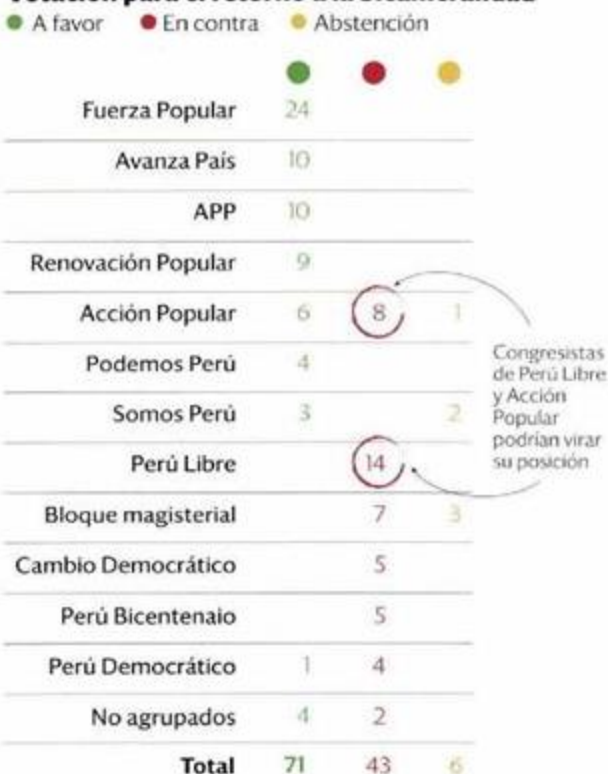 A favor En contra Abstención
Fuerza Popular 24
Avanza País 10
APP 10
Renovación Popular 9
Acción Popular 6 8 1
Podemos Perú 4
Somos Perú 3 2
Perú Libre 14
Bloque magisterial 7 3
Cambio Democrático 5
Perú Bicentenaio 5
Perú Democrático 1 4
No agrupados 4 2
Total 71 43 6
Congresistas
de Perú Libre
y Acción
Popular
podrían virar
su posición